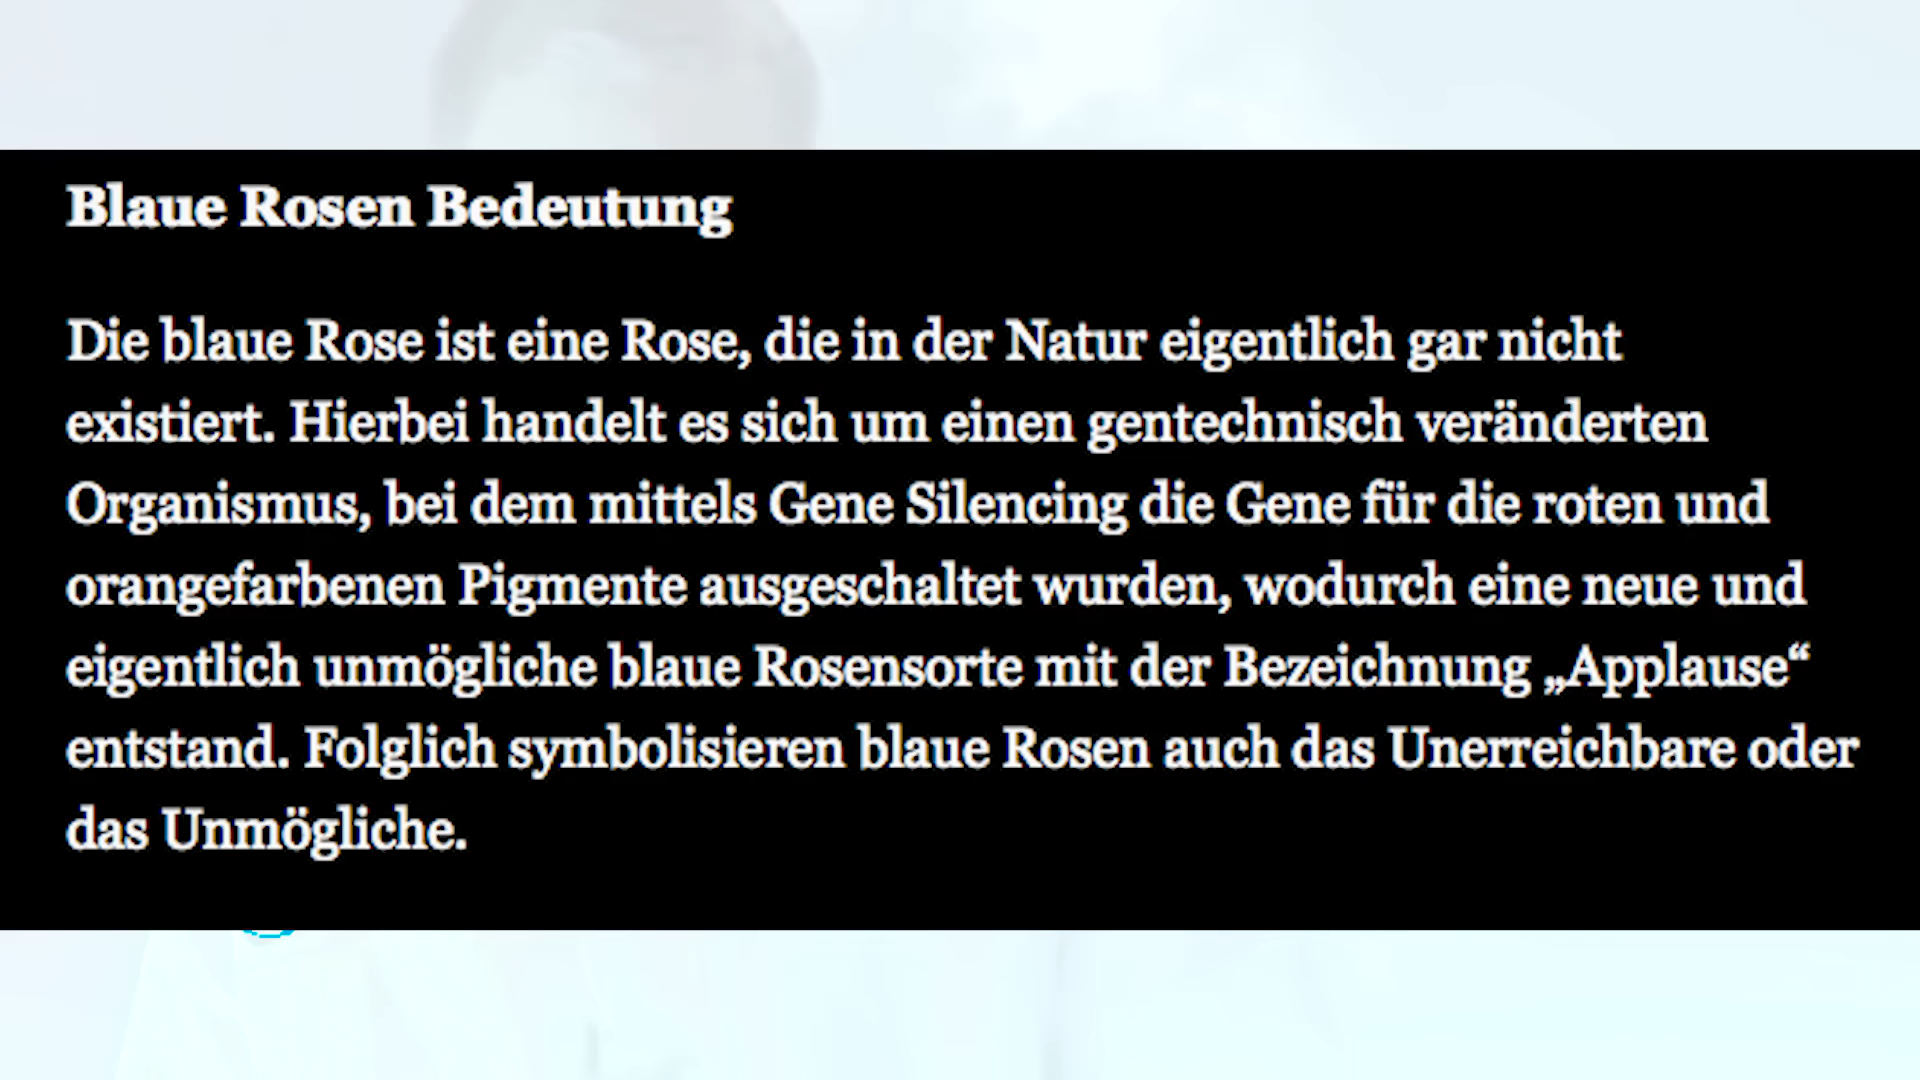 Blaue Rosen Bedeutung
Die blaue Rose ist eine Rose, die in der Natur eigentlich gar nicht
existiert. Hierbei handelt es sich um einen gentechnisch veränderten
Organismus, bei dem mittels Gene Silencing die Gene für die roten und
orangefarbenen Pigmente ausgeschaltet wurden, wodurch eine neue und
eigentlich unmögliche blaue Rosensorte mit der Bezeichnung „Applause“
entstand. Folglich symbolisieren blaue Rosen auch das Unerreichbare oder
das Unmögliche.